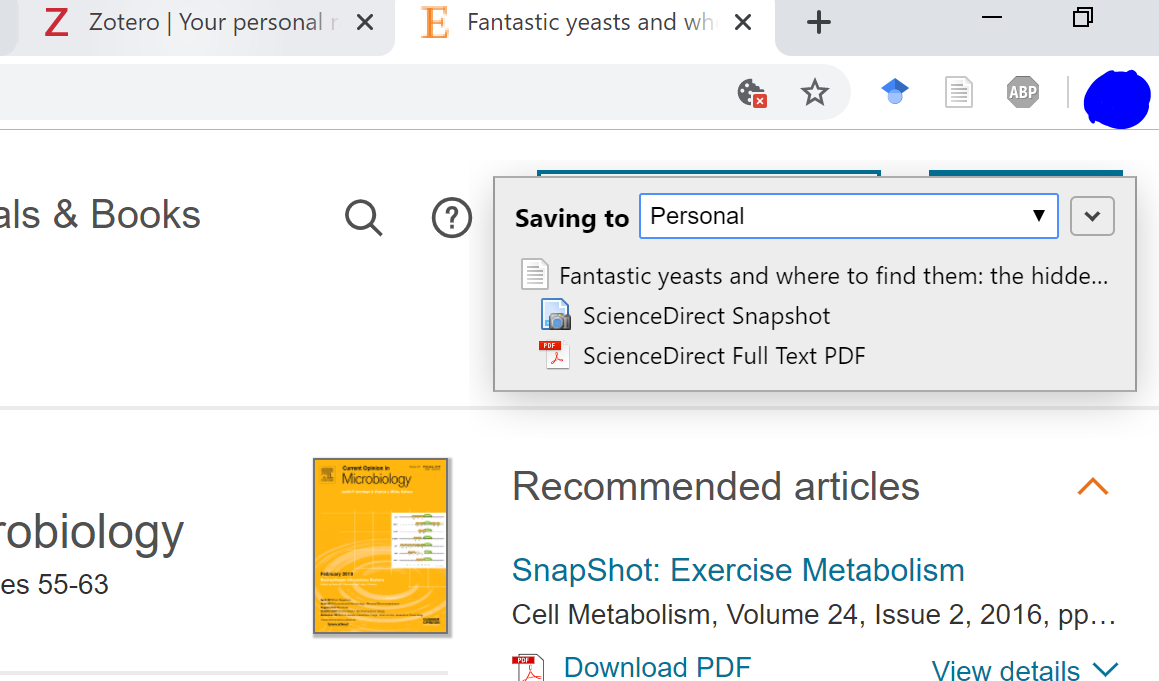 Z Zotero | Your personal r
E Fantastic yeasts and wh
ABP
als & Books
?
Saving to Personal
Fantastic yeasts and where to find them: the hidde...
ScienceDirect Snapshot
PDF ScienceDirect Full Text PDF
Current Opinion in
Microbiology
February 2018
robiology
es 55-63
Recommended articles
SnapShot: Exercise Metabolism
Cell Metabolism, Volume 24, Issue 2, 2016, pp…
PDF Download PDF
View details